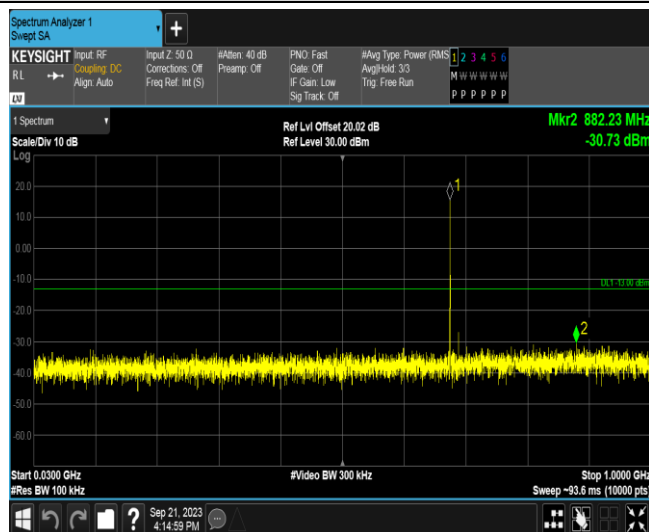 Spectrum Analyzer 1
Swept SA
+
KEYSIGHT
RL
Input: RF
Coupling: DC
Align: Auto
Input Z: 50 Ω
Corrections: Off
Freq Ref: Int (S)
#Atten: 40 dB
Preamp: Off
PNO: Fast
Gate: Off
IF Gain: Low
Sig Track: Off
#Avg Type: Power (RMS
Avg|Hold: 3/3
Trig: Free Run
1 2 3 4 5 6
M W W W W W
P P P P P P
LXI
1 Spectrum
Scale/Div 10 dB
Log
Ref Lvl Offset 20.02 dB
Ref Level 30.00 dBm
Mkr2 882.23 MHz
-30.73 dBm
20.0
10.0
0.00
-10.0
-20.0
-30.0
-40.0
-50.0
-60.0
1
DL1 -13.00 dBm
2
Start 0.0300 GHz
#Res BW 100 kHz
#Video BW 300 kHz
Stop 1.0000 GHz
Sweep ~93.6 ms (10000 pts)
?
Sep 21, 2023
4:14:59 PM